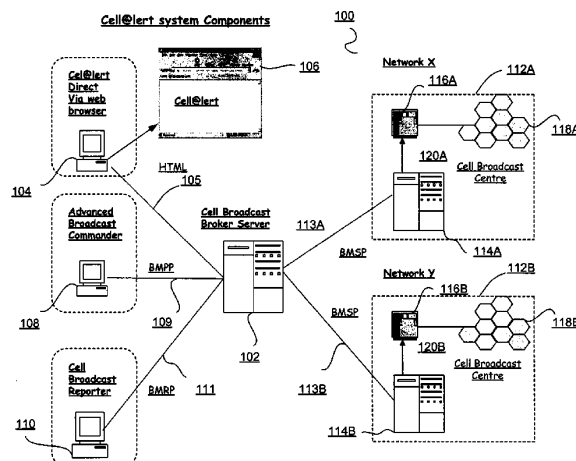 Cell@lert system Components
100
Cel@lert
Direct
Via web
browser
104
106
Cell@lert
HTML
105
Advanced
Broadcast
Commander
108
BMPP
109
Cell
Broadcast
Reporter
110
BMRP
111
Cell Broadcast
Broker Server
102
113A
BMSP
BMSP
113B
Network X
112A
116A
118A
120A
Cell Broadcast
Centre
114A
Network Y
112B
116B
118B
120B
Cell Broadcast
Centre
114B